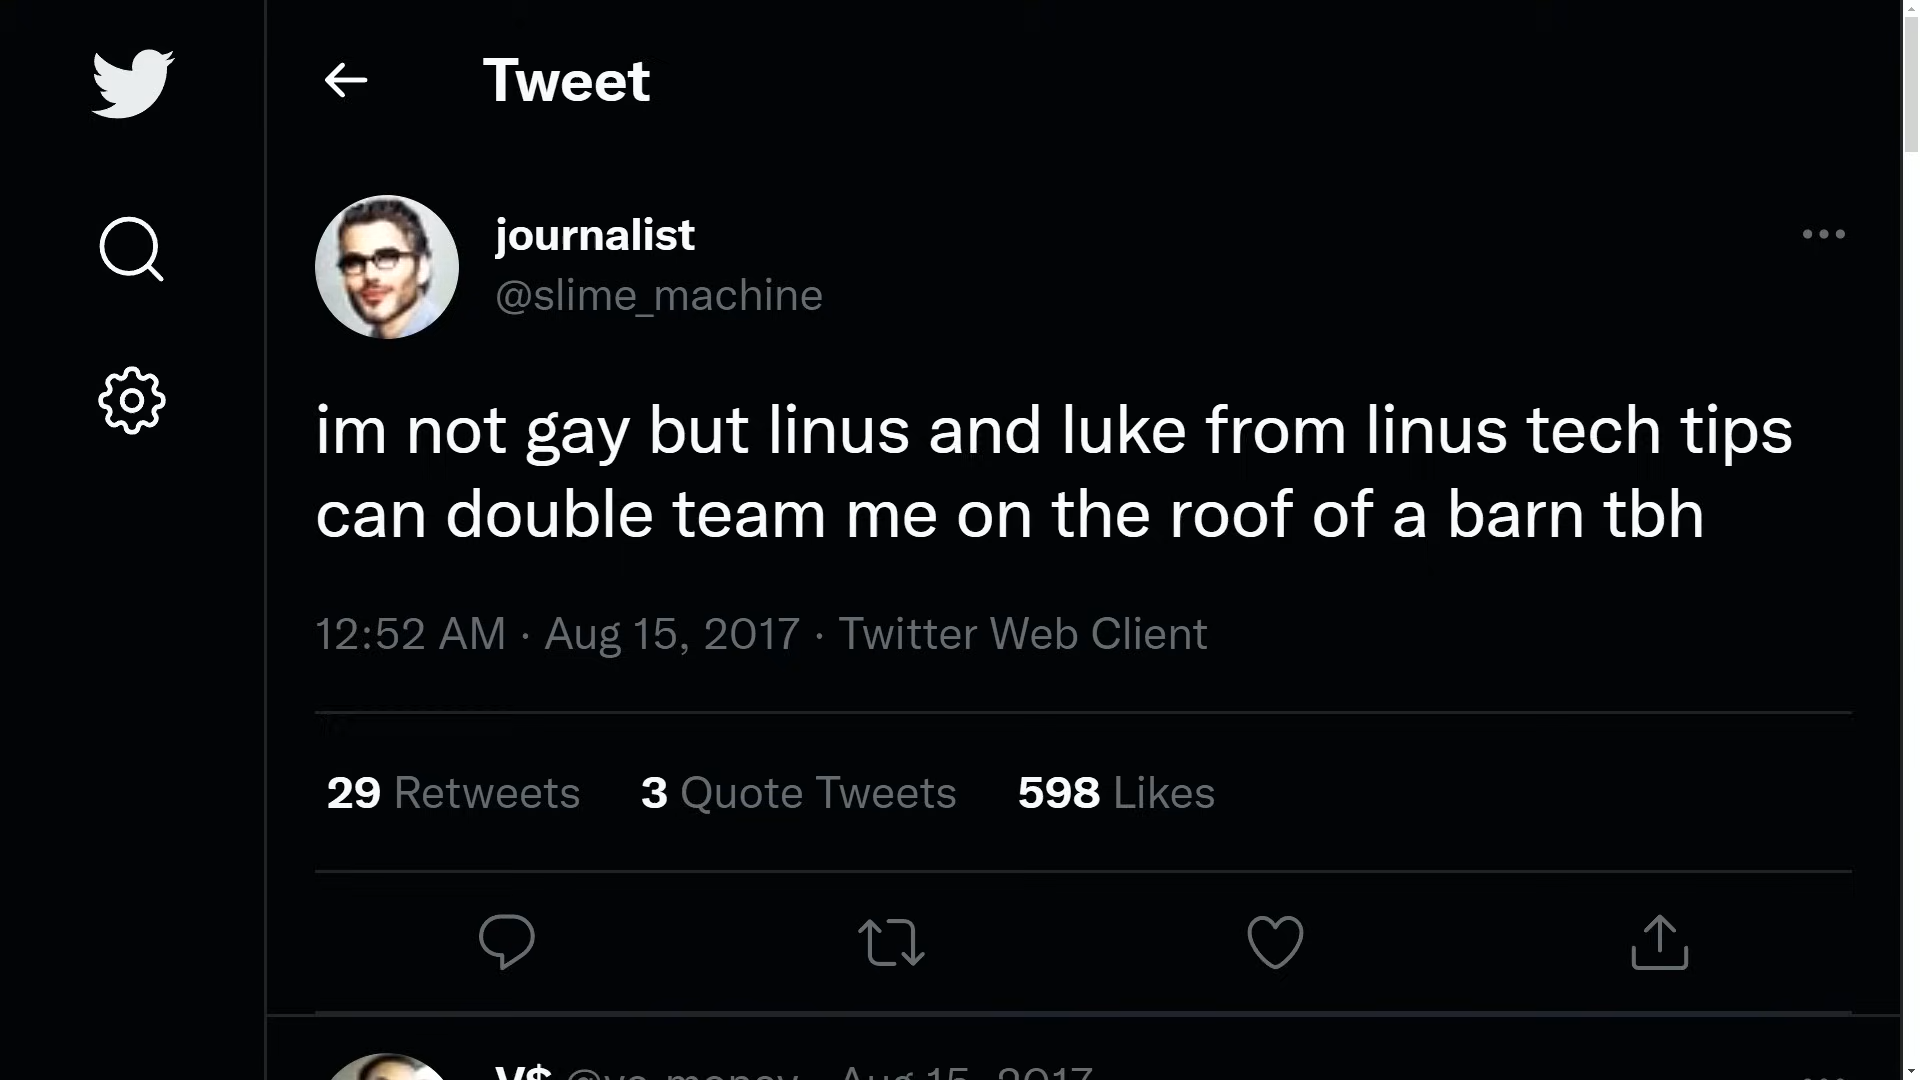 Tweet
journalist
@slime_machine
im not gay but linus and luke from linus tech tips
can double team me on the roof of a barn tbh
12:52 AM · Aug 15, 2017 · Twitter Web Client
29 Retweets 3 Quote Tweets 598 Likes
V$ @vs_money · Aug 15, 2017